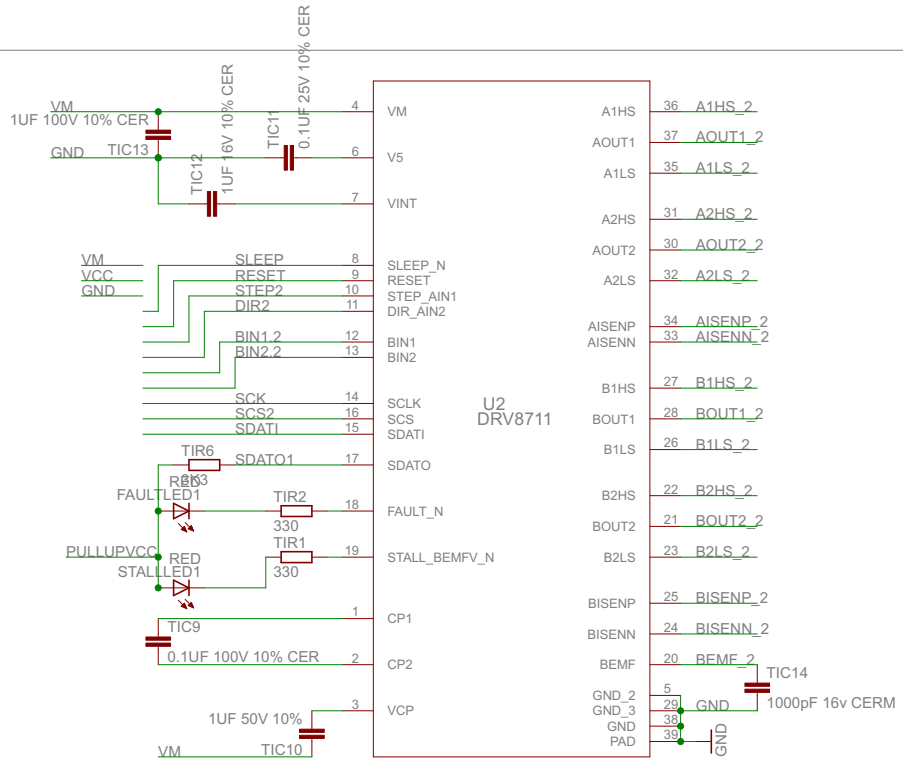 VM
1UF 100V 10% CER
GND
TIC13
TIC12
1UF 16V 10% CER
TIC11
0.1UF 25V 10% CER
4
VM
6
V5
7
VINT
VM
VCC
GND
SLEEP
8
SLEEP_N
RESET
9
RESET
STEP2
10
STEP_AIN1
DIR2
11
DIR_AIN2
BIN1.2
12
BIN1
BIN2.2
13
BIN2
SCK
14
SCLK
SCS2
16
SCS
SDATI
15
SDATI
TIR6
3K3
SDATO1
17
SDATO
RED
FAULTLED1
TIR2
330
18
FAULT_N
PULLUPVCC
RED
STALLLED1
TIR1
330
19
STALL_BEMFV_N
1
CP1
TIC9
0.1UF 100V 10% CER
2
CP2
3
VCP
1UF 50V 10%
VM
TIC10
U2
DRV8711
A1HS
36
A1HS_2
AOUT1
37
AOUT1_2
A1LS
35
A1LS_2
A2HS
31
A2HS_2
AOUT2
30
AOUT2_2
A2LS
32
A2LS_2
AISENP
34
AISENP_2
AISENN
33
AISENN_2
B1HS
27
B1HS_2
BOUT1
28
BOUT1_2
B1LS
26
B1LS_2
B2HS
22
B2HS_2
BOUT2
21
BOUT2_2
B2LS
23
B2LS_2
BISENP
25
BISENP_2
BISENN
24
BISENN_2
BEMF
20
BEMF_2
TIC14
1000pF 16v CERM
GND_2
5
GND_3
29
GND
GND
38
PAD
39
GND